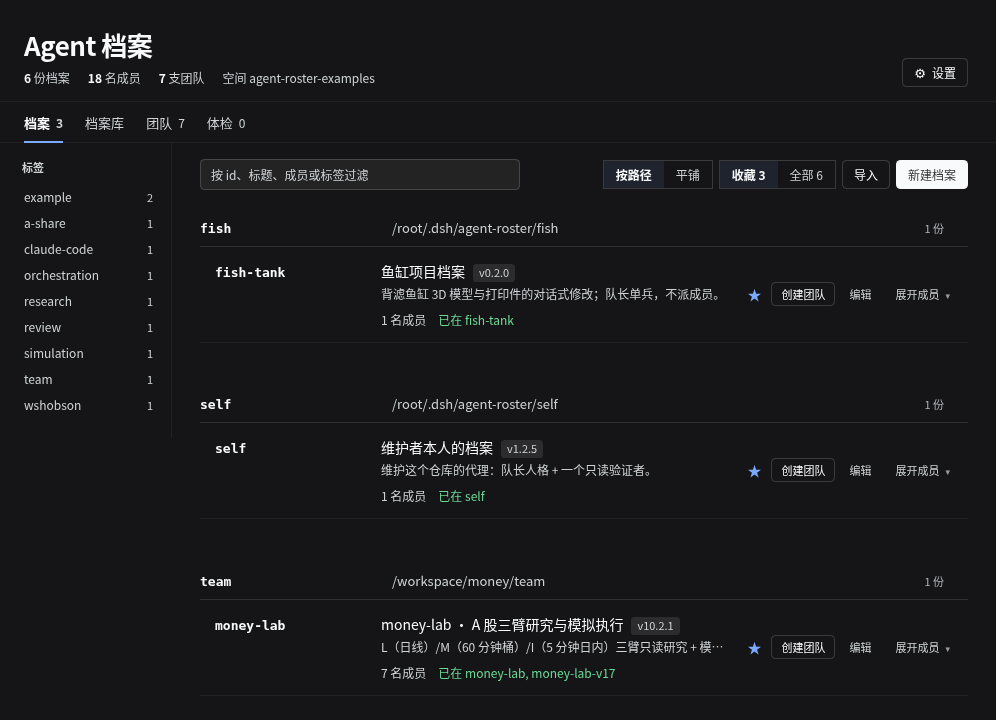 Agent 档案
6 份档案 18 名成员 7 支团队 空间 agent-roster-examples
⚙ 设置
档案 3 档案库 团队 7 体检 0
标签
example 2
a-share 1
claude-code 1
orchestration 1
research 1
review 1
simulation 1
team 1
wshobson 1
按 id、标题、成员或标签过滤
按路径 平铺 收藏 3 全部 6 导入 新建档案
fish /root/.dsh/agent-roster/fish 1 份
fish-tank 鱼缸项目档案 v0.2.0
背滤鱼缸 3D 模型与打印件的对话式修改；队长单兵，不派成员。
★ 创建团队 编辑 展开成员 ▾
1 名成员 已在 fish-tank
self /root/.dsh/agent-roster/self 1 份
self 维护者本人的档案 v1.2.5
维护这个仓库的代理：队长人格 + 一个只读验证者。
★ 创建团队 编辑 展开成员 ▾
1 名成员 已在 self
team /workspace/money/team 1 份
money-lab money-lab · A 股三臂研究与模拟执行 v10.2.1
L（日线）/M（60 分钟桶）/I（5 分钟日内）三臂只读研究 + 模…
★ 创建团队 编辑 展开成员 ▾
7 名成员 已在 money-lab, money-lab-v17